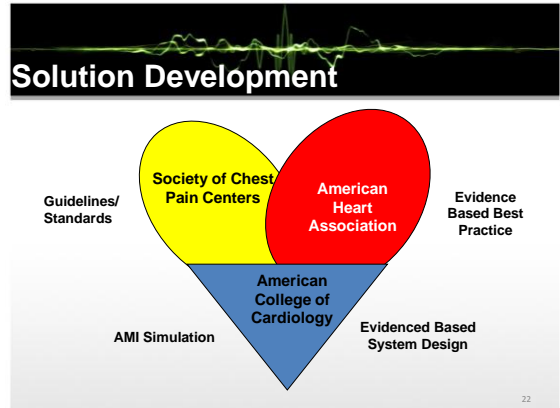 Solution Development
Society of Chest
Pain Centers
American
Heart
Association
Guidelines/
Standards
Evidence
Based Best
Practice
American
College of
Cardiology
AMI Simulation
Evidenced Based
System Design
22